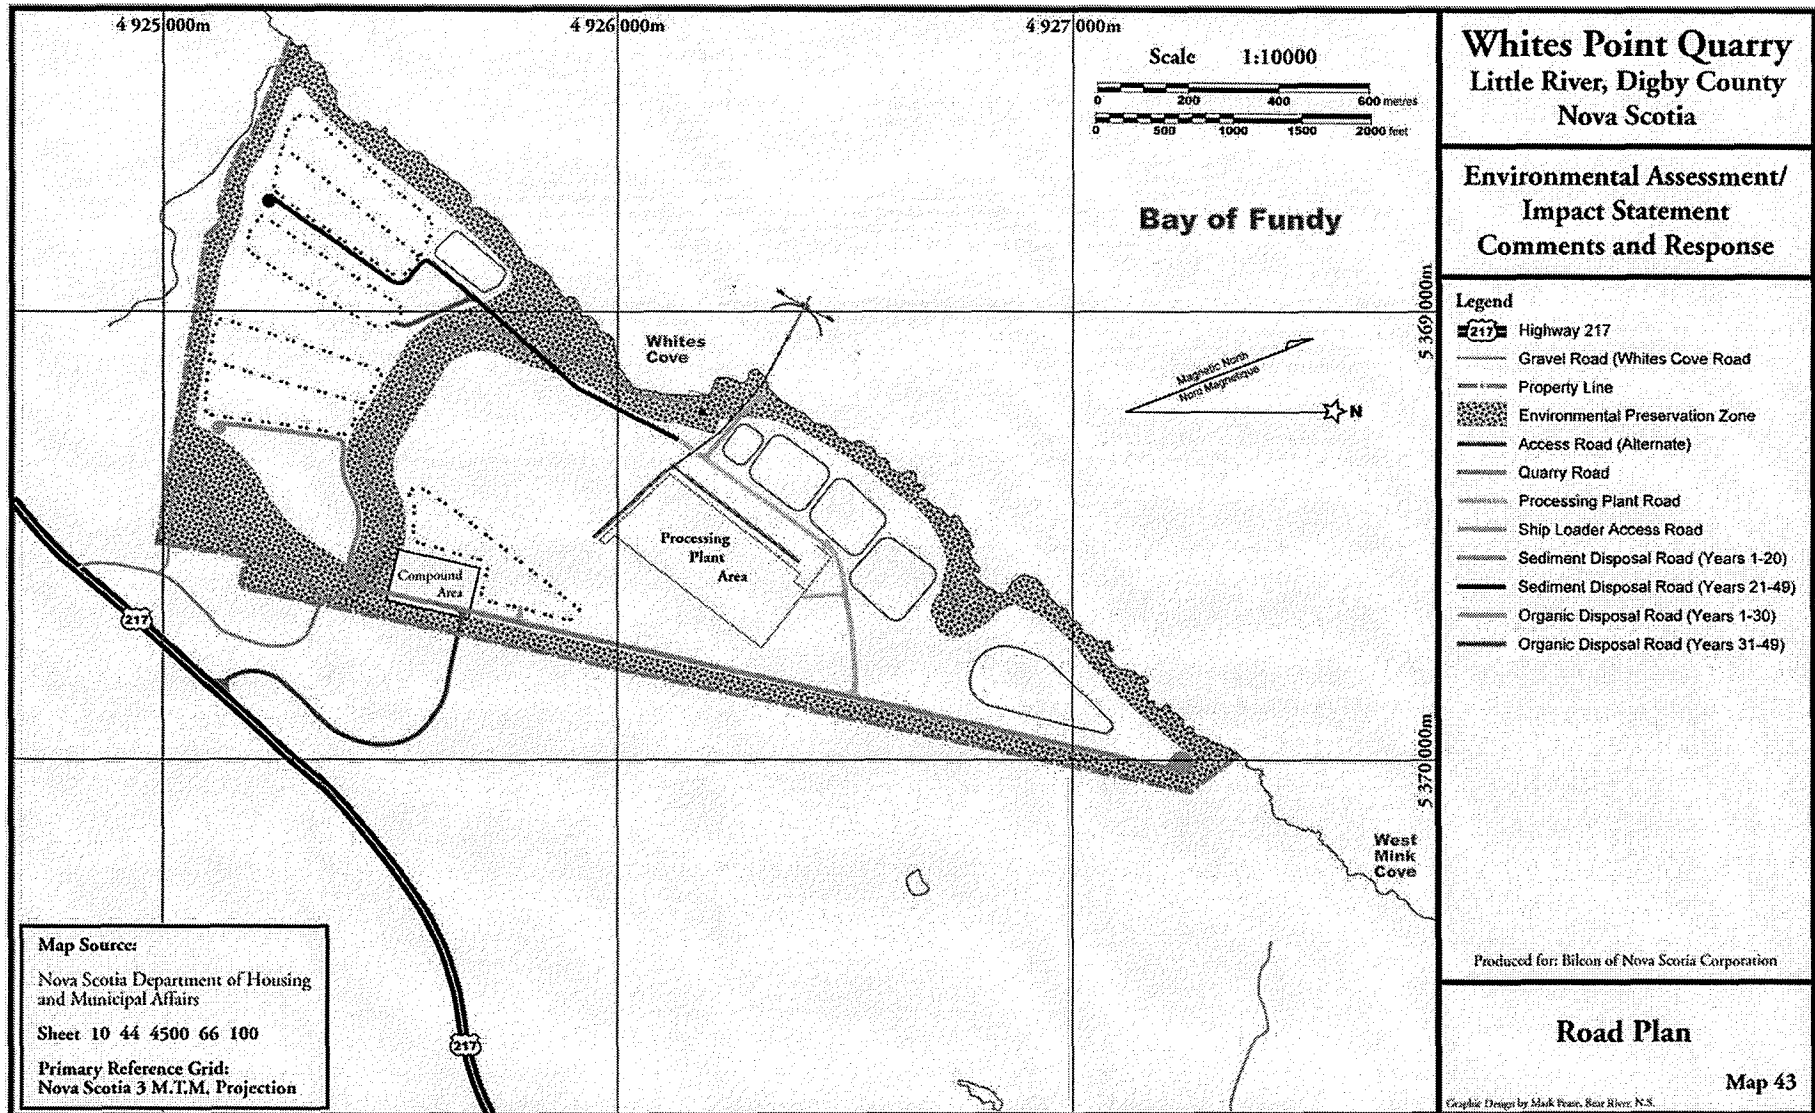 4 925 000m
4 926 000m
4 927 000m
Scale 1:10000
0 200 400 600 metres
0 500 1000 1500 2000 feet
Bay of Fundy
5 369 000m
Whites
Cove
Magnetic North
Nord Magnetique
N
Processing
Plant
Area
Compound
Area
217
5 370 000m
West
Mink
Cove
217
Map Source:
Nova Scotia Department of Housing
and Municipal Affairs
Sheet 10 44 4500 66 100
Primary Reference Grid:
Nova Scotia 3 M.T.M. Projection
Whites Point Quarry
Little River, Digby County
Nova Scotia
Environmental Assessment/
Impact Statement
Comments and Response
Legend
217 Highway 217
Gravel Road (Whites Cove Road
Property Line
Environmental Preservation Zone
Access Road (Alternate)
Quarry Road
Processing Plant Road
Ship Loader Access Road
Sediment Disposal Road (Years 1-20)
Sediment Disposal Road (Years 21-49)
Organic Disposal Road (Years 1-30)
Organic Disposal Road (Years 31-49)
Produced for: Bilcon of Nova Scotia Corporation
Road Plan
Map 43
Graphic Design by Mark Pease, Bear River, N.S.